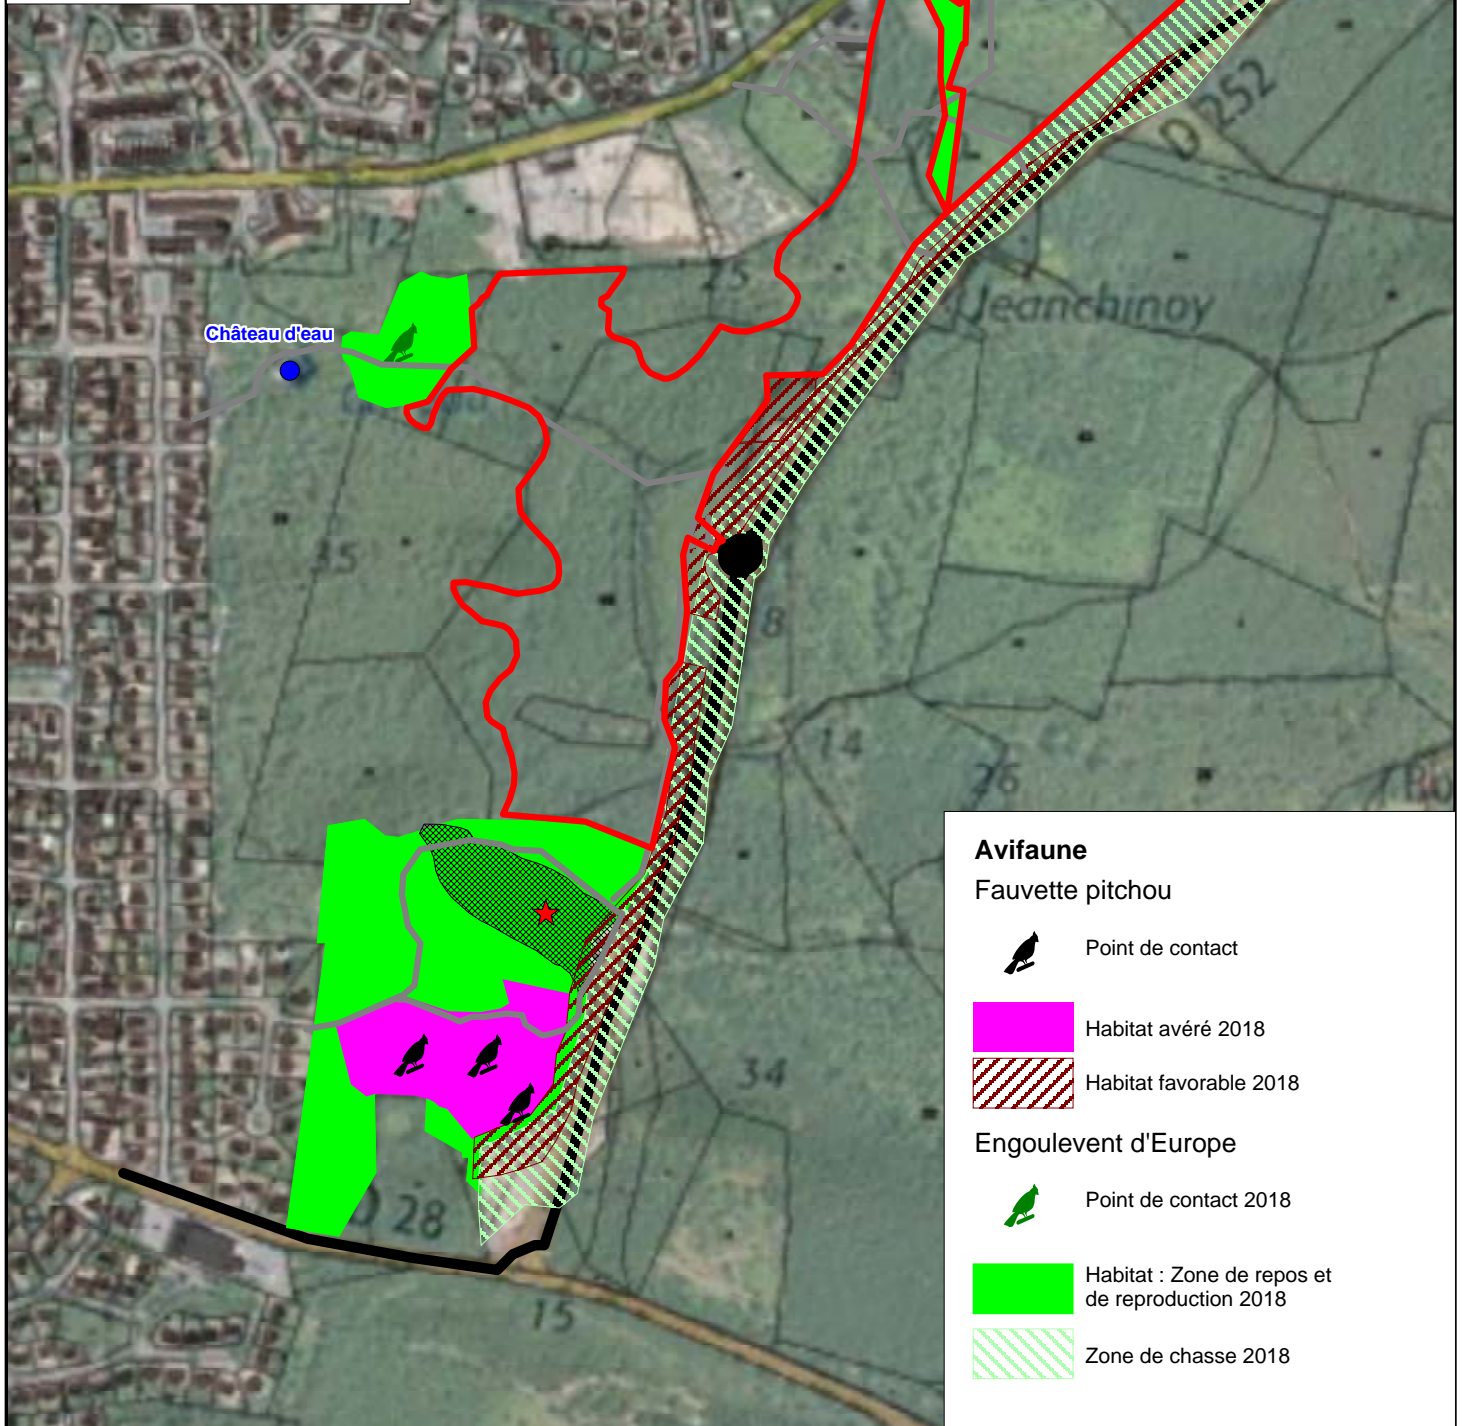 D 252
12
25
Jeanchinoy
Château d'eau
35
8
14
26
Avifaune
Fauvette pitchou
Point de contact
Habitat avéré 2018
Habitat favorable 2018
34
Engoulevent d'Europe
Point de contact 2018
D 28
Habitat : Zone de repos et
de reproduction 2018
15
Zone de chasse 2018